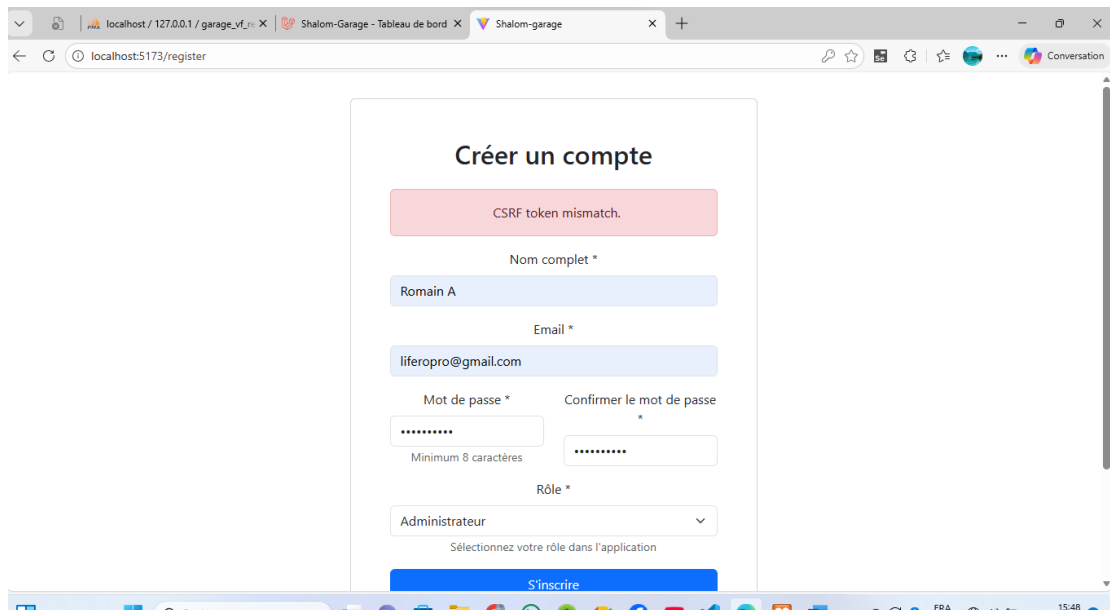 localhost / 127.0.0.1 / garage_vf_re
Shalom-Garage - Tableau de bord
Shalom-garage
localhost:5173/register
Se
Conversation
Créer un compte
CSRF token mismatch.
Nom complet *
Romain A
Email *
liferopro@gmail.com
Mot de passe *
Confirmer le mot de passe
*
••••••••••
••••••••••
Minimum 8 caractères
Rôle *
Administrateur
Sélectionnez votre rôle dans l'application
S'inscrire
FRA
15:48